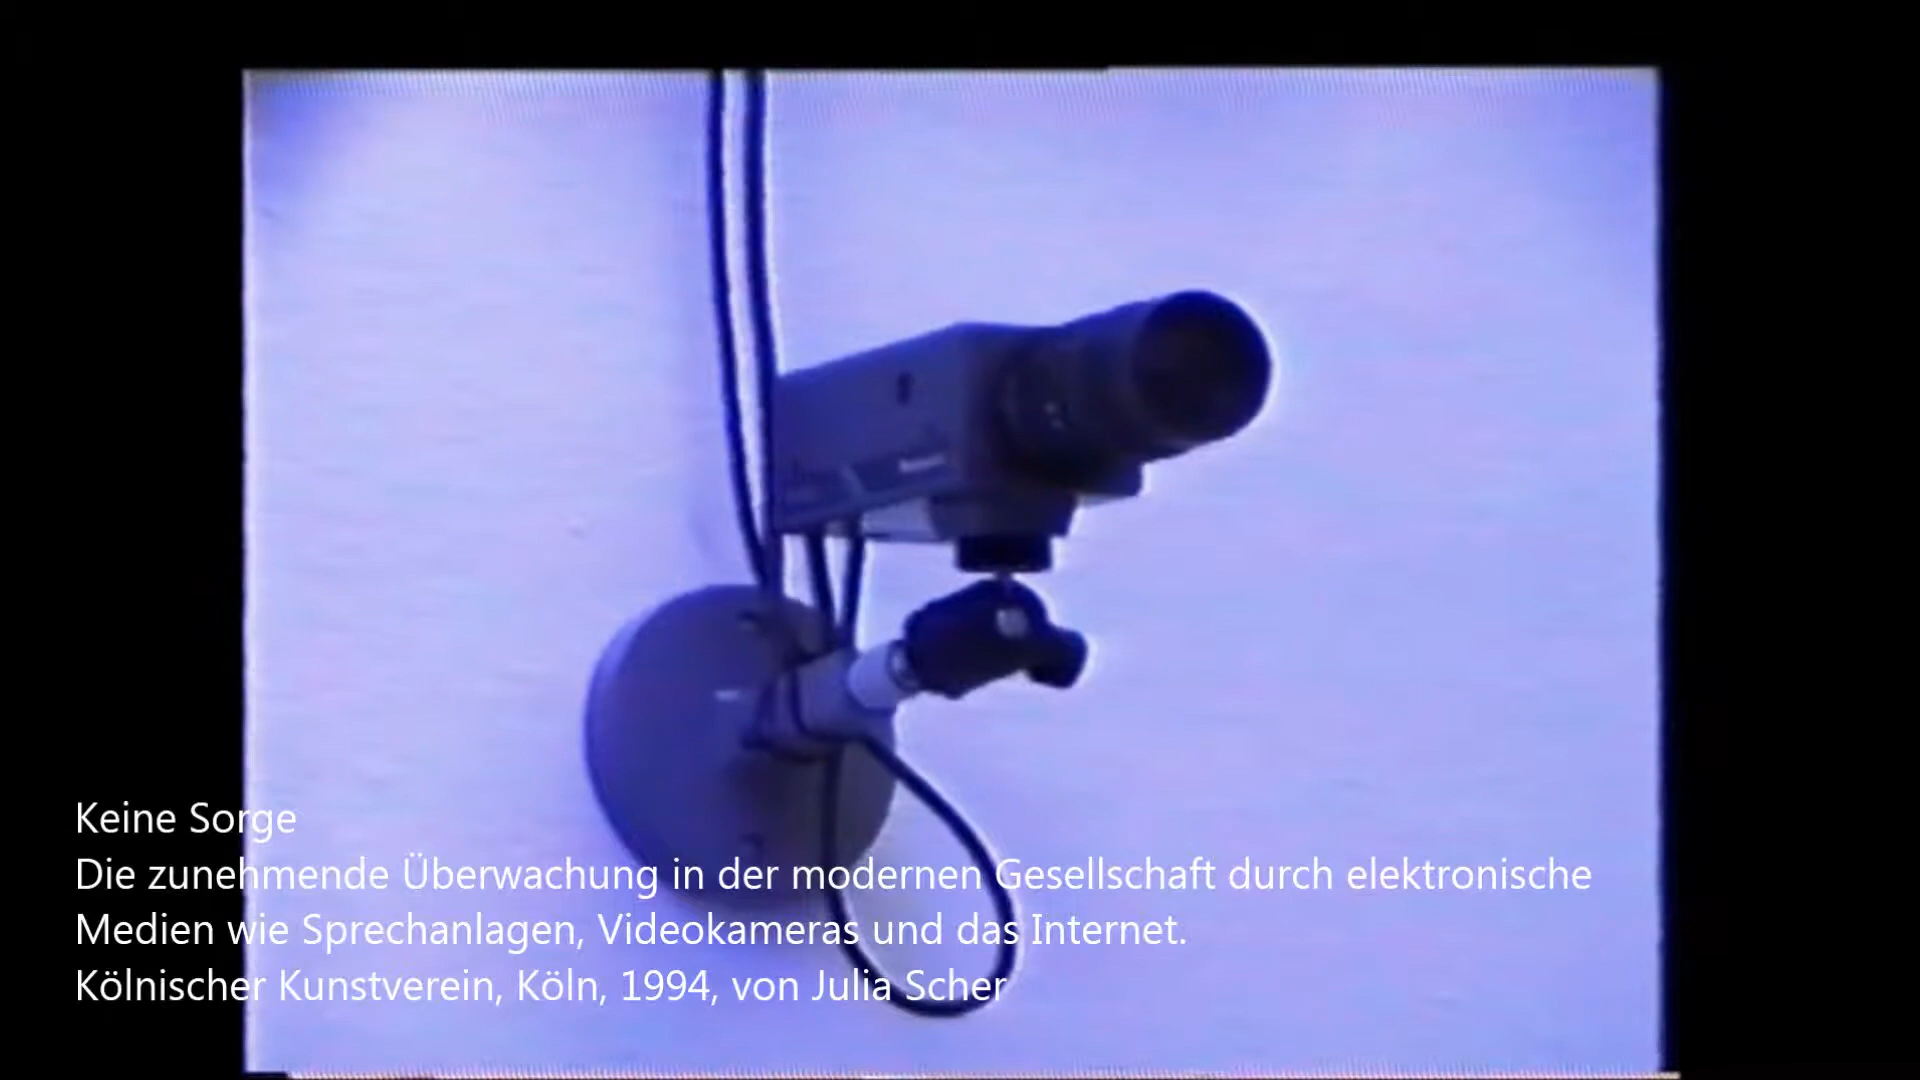 Keine Sorge
Die zunehmende Überwachung in der modernen Gesellschaft durch elektronische
Medien wie Sprechanlagen, Videokameras und das Internet.
Kölnischer Kunstverein, Köln, 1994, von Julia Scher